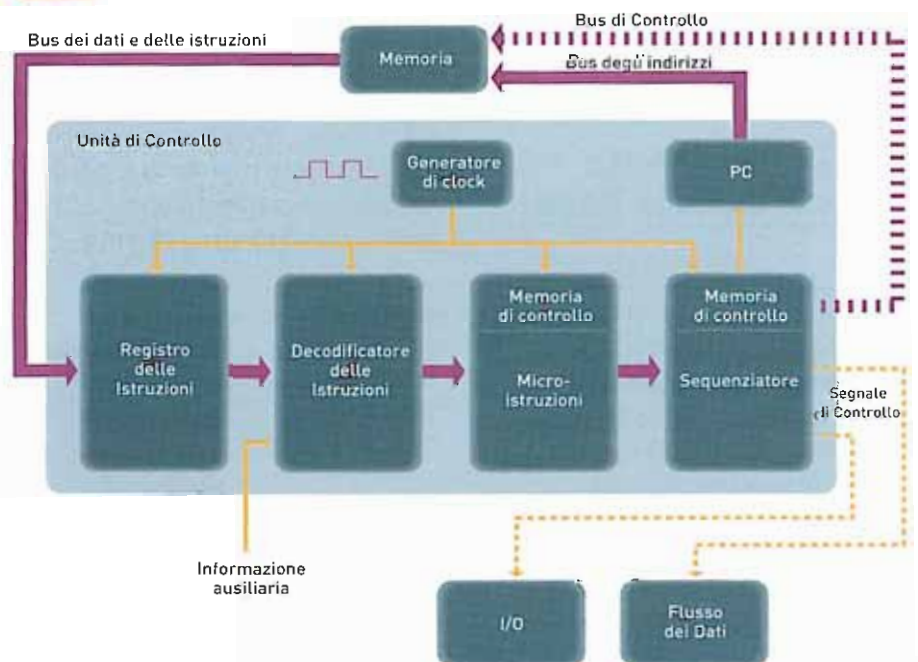 Bus di Controllo
Bus dei dati e delle istruzioni
Memoria
Bus degu' indirizzi
Unità di Controllo
Generatore
di clock
PC
Registro
delle
Istruzioni
Decodificatore
delle
Istruzioni
Memoria
di controllo
Micro-
istruzioni
Memoria
di controllo
Sequenziatore
Segnale
di Controllo
Informazione
ausiliaria
I/O
Flusso
dei Dati